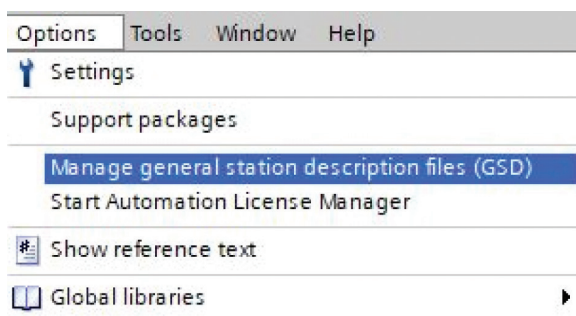 Options Tools Window Help
Settings
Support packages
Manage general station description files (GSD)
Start Automation License Manager
Show reference text
Global libraries